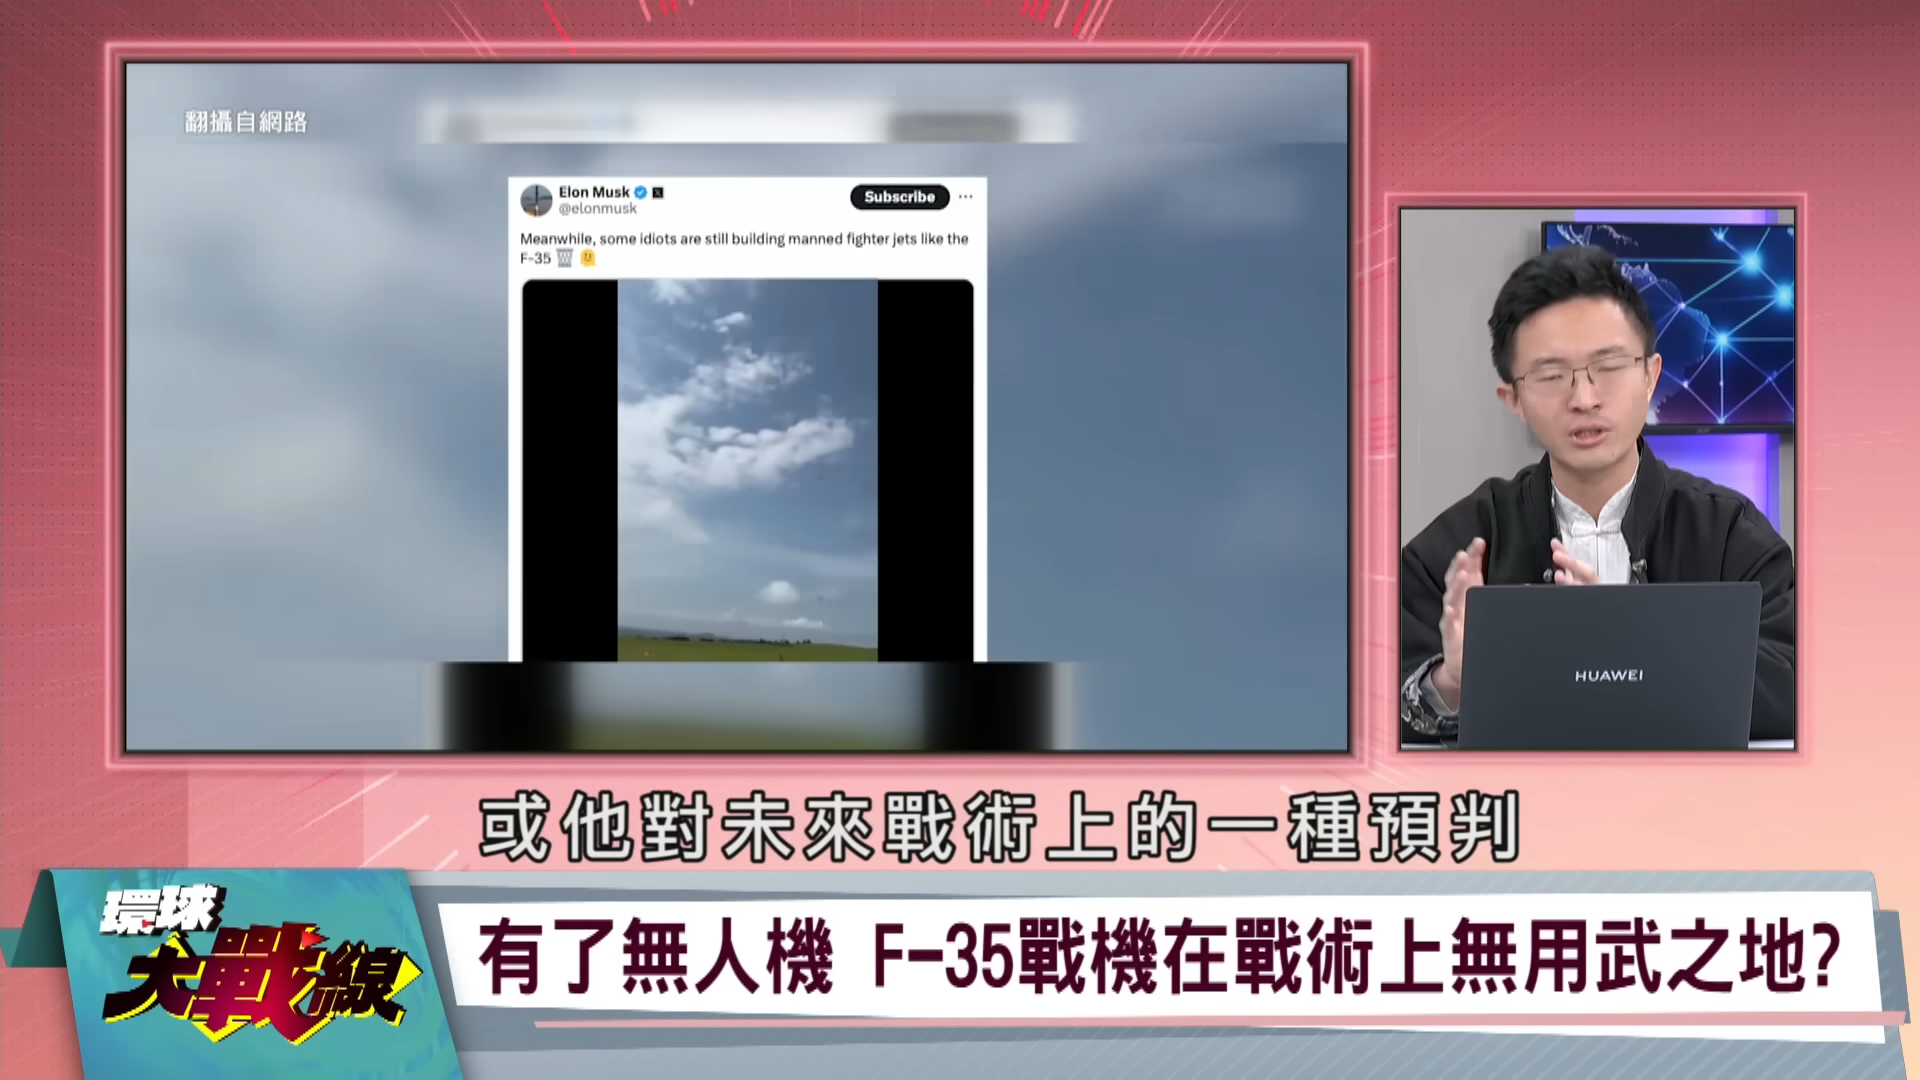 翻攝自網路
Elon Musk
@elonmusk
Subscribe
Meanwhile, some idiots are still building manned fighter jets like the
F-35
HUAWEI
或他對未來戰術上的一種預判
環球
大戰線
有了無人機 F-35戰機在戰術上無用武之地?